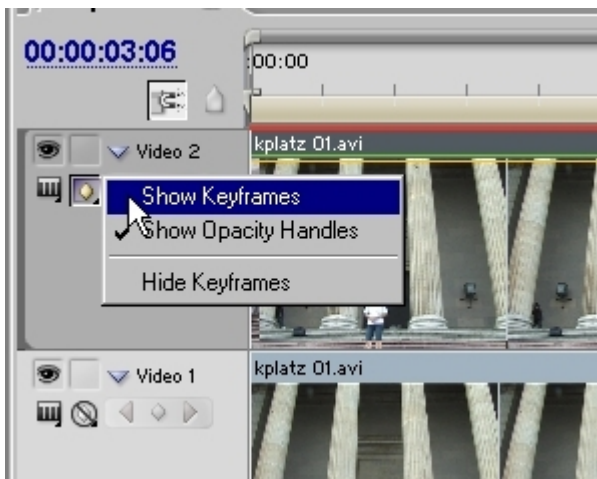 00:00:03:06
:00:00
Video 2
kplatz 01.avi
Show Keyframes
Show Opacity Handles
Hide Keyframes
Video 1
kplatz 01.avi